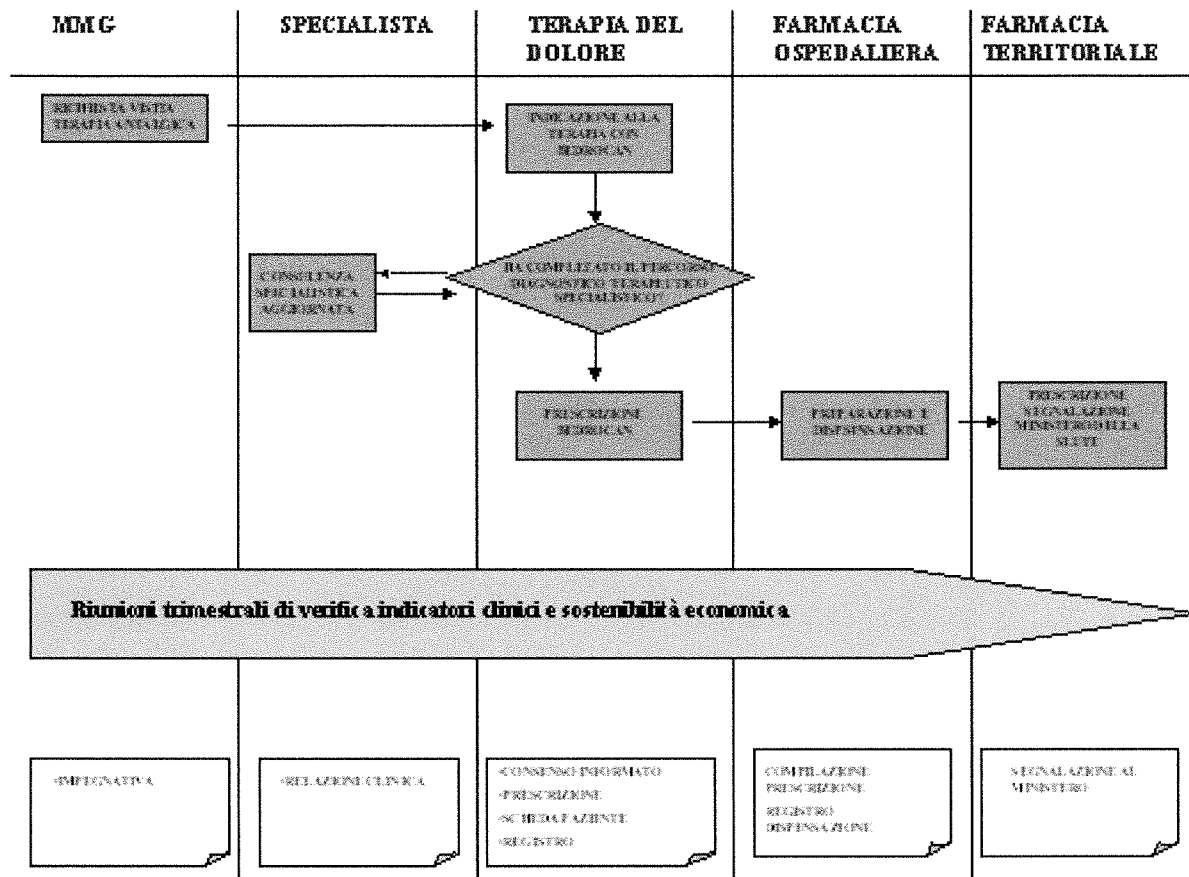 MMG
SPECIALISTA
TERAPIA DEL
DOLORE
FARMACIA
OSPEDALIERA
FARMACIA
TERRITORIALE
RICHIESTA VISITA
TERAPIA ANTALGICA
INDICAZIONE ALLA
TERAPIA CON
BEDROCAN
CONSULENZA
SPECIALISTICA
AGGIORNATA
HA COMPLETATO IL PERCORSO
DIAGNOSTICO TERAPEUTICO
SPECIALISTICO?
PRESCRIZIONE
BEDROCAN
PREPARAZIONE E
DISPENSAZIONE
PRESCRIZIONE
SEGNALAZIONE
MINISTERO DELLA
Riunioni trimestrali di verifica indicatori clinici e sostenibilità economica
•IMPEGNATIVA
•RELAZIONE CLINICA
•CONSENSO INFORMATO
•PRESCRIZIONE
•SCHEDA PAZIENTE
•REGISTRO
COMPILAZIONE
PRESCRIZIONE
REGISTRO
DISPENSAZIONE
SEGNALAZIONE AL
MINISTERO